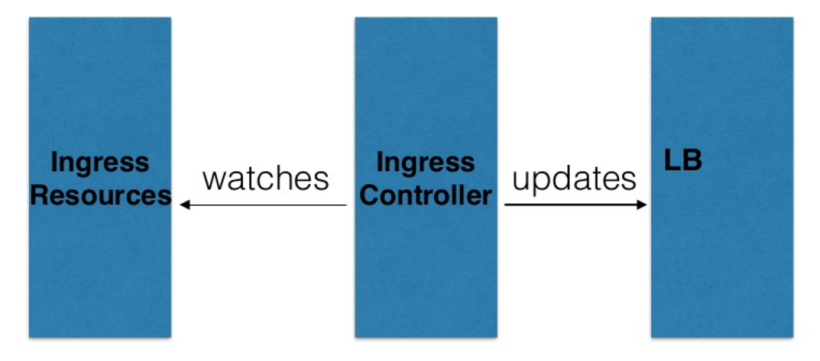 Ingress
Resources
watches
Ingress
Controller
updates
LB